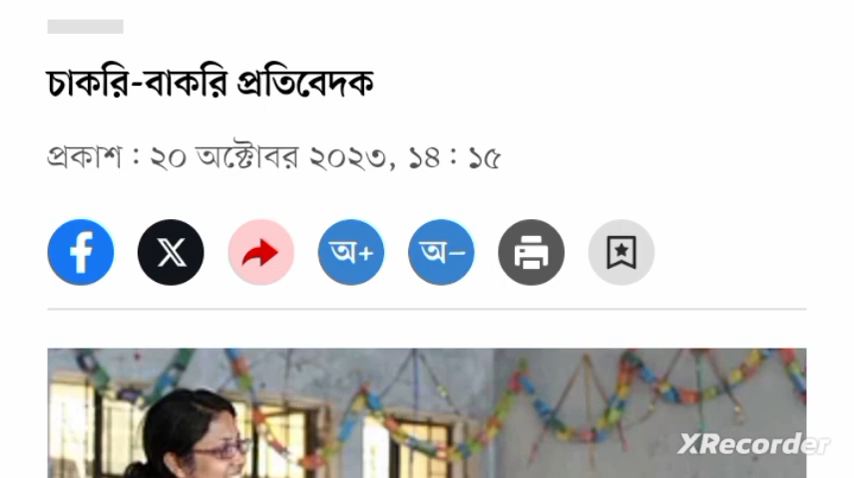 চাকরি-বাকরি প্রতিবেদক
প্রকাশ : ২০ অক্টোবর ২০২৩, ১৪ : ১৫
f X অ+ অ–
XRecorder